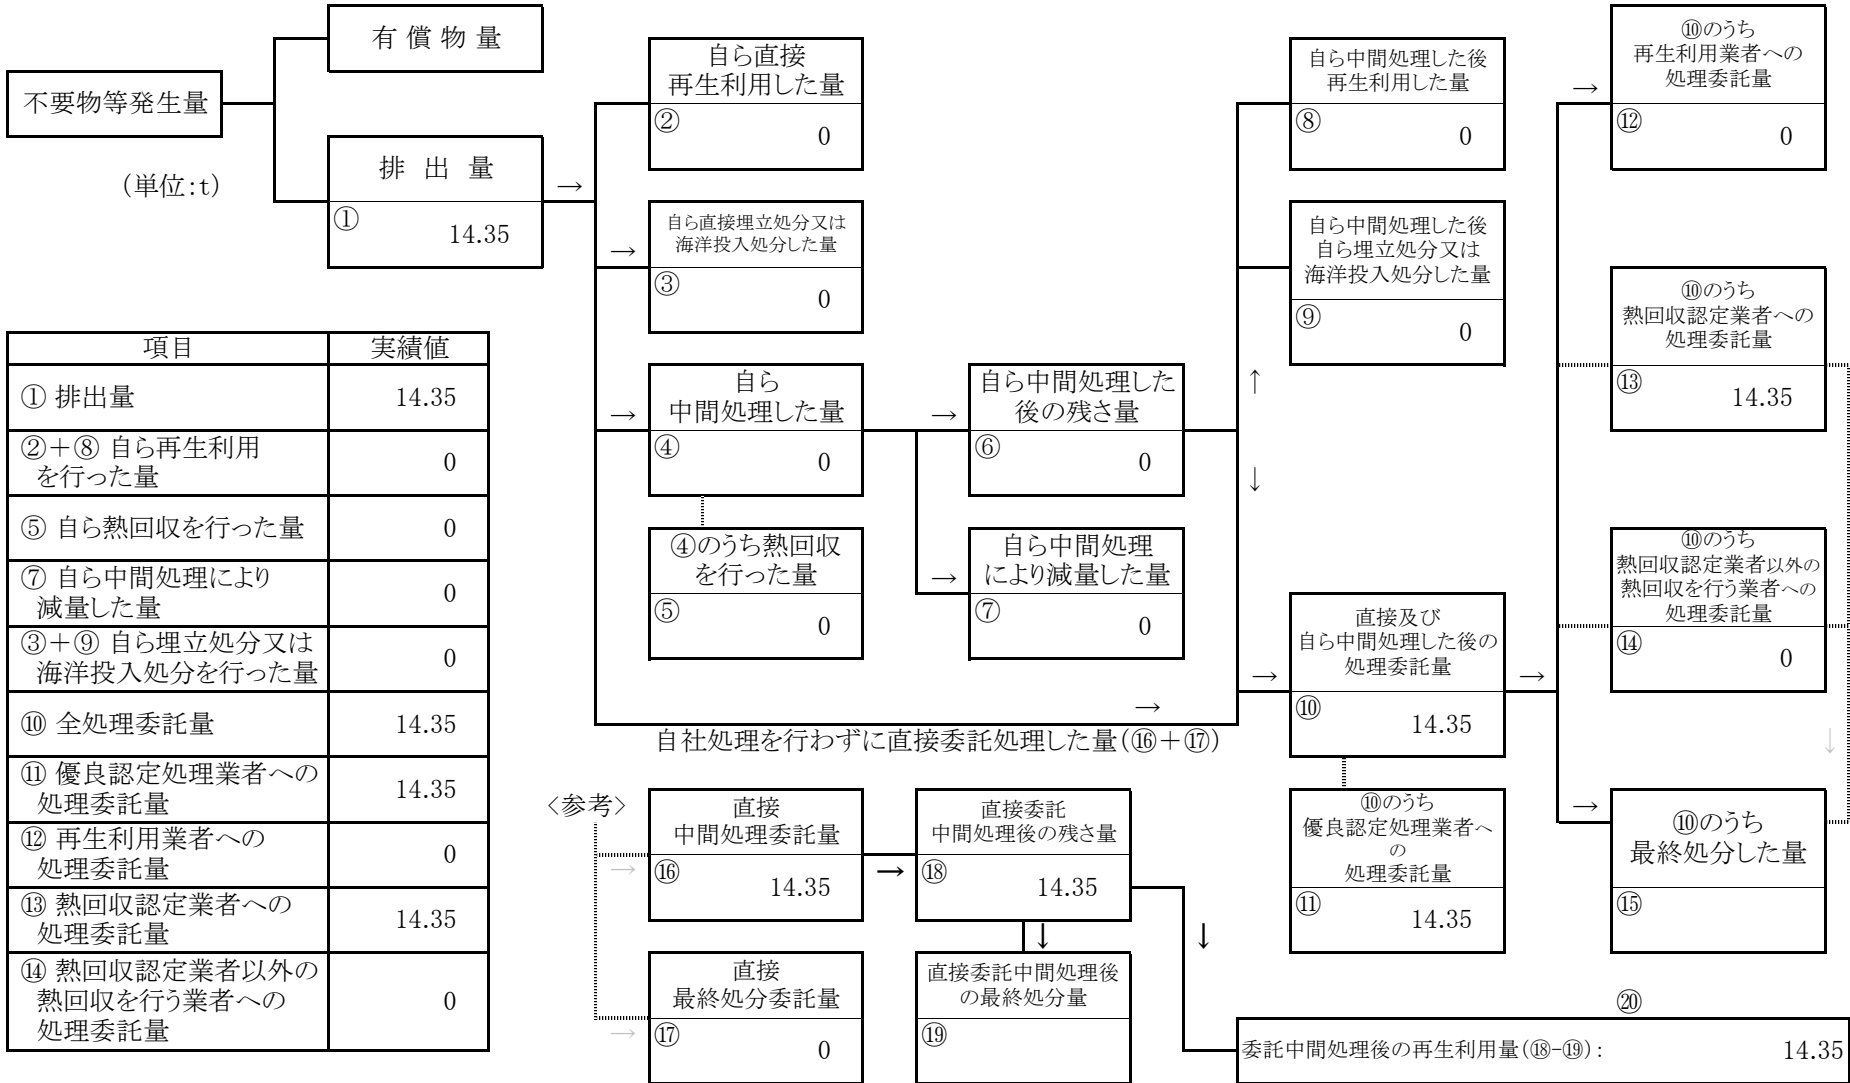 有償物量
不要物等発生量
(単位:t)
排出量
①
14.35
→
自ら直接
再生利用した量
②
0
→
自ら直接埋立処分又は
海洋投入処分した量
③
0
→
自ら
中間処理した量
④
0
④のうち熱回収
を行った量
⑤
0
→
自ら中間処理した
後の残さ量
⑥
0
→
自ら中間処理
により減量した量
⑦
0
↑
↓
自ら中間処理した後
再生利用した量
⑧
0
自ら中間処理した後
自ら埋立処分又は
海洋投入処分した量
⑨
0
→
自社処理を行わずに直接委託処理した量(⑯+⑰)
→
直接及び
自ら中間処理した後の
処理委託量
⑩
14.35
→
⑩のうち
優良認定処理業者へ
の
処理委託量
⑪
14.35
→
⑩のうち
再生利用業者への
処理委託量
⑫
0
⑩のうち
熱回収認定業者への
処理委託量
⑬
14.35
⑩のうち
熱回収認定業者以外の
熱回収を行う業者への
処理委託量
⑭
0
↓
→
⑩のうち
最終処分した量
⑮
項目 実績値
① 排出量 14.35
②+⑧ 自ら再生利用
を行った量 0
⑤ 自ら熱回収を行った量 0
⑦ 自ら中間処理により
減量した量 0
③+⑨ 自ら埋立処分又は
海洋投入処分を行った量 0
⑩ 全処理委託量 14.35
⑪ 優良認定処理業者への
処理委託量 14.35
⑫ 再生利用業者への
処理委託量 0
⑬ 熱回収認定業者への
処理委託量 14.35
⑭ 熱回収認定業者以外の
熱回収を行う業者への
処理委託量 0
〈参考〉
→
直接
中間処理委託量
⑯
14.35
→
直接委託
中間処理後の残さ量
⑱
14.35
↓
↓
→
直接
最終処分委託量
⑰
0
直接委託中間処理後
の最終処分量
⑲
⑳
委託中間処理後の再生利用量(⑱-⑲): 14.35